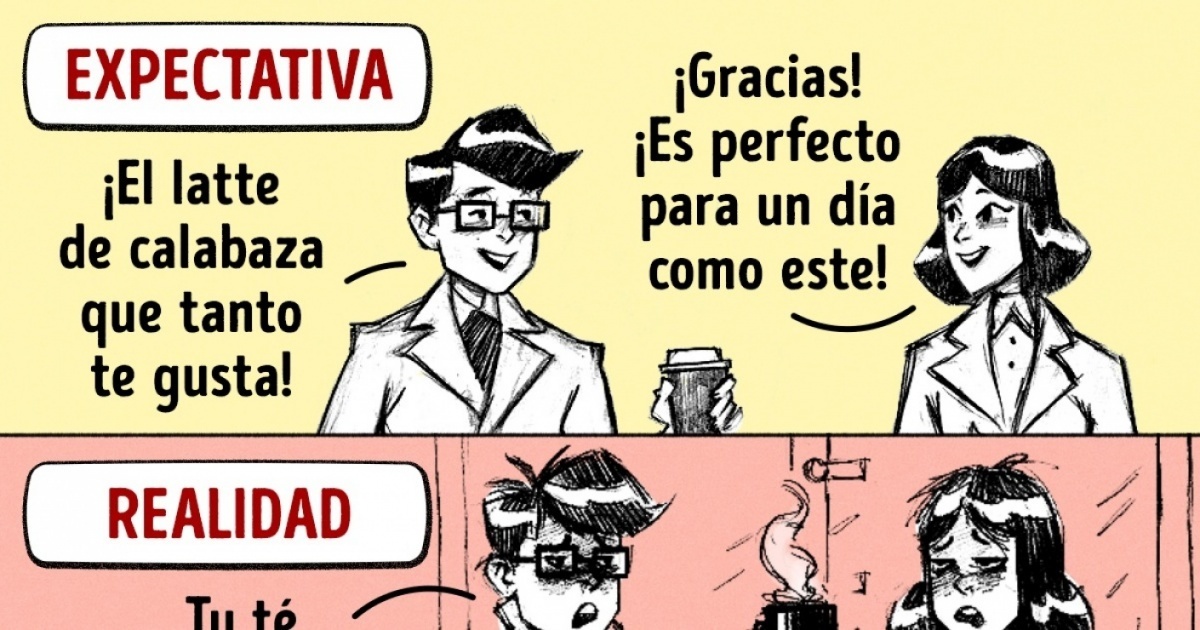 EXPECTATIVA
¡El latte
de calabaza
que tanto
te gusta!
¡Gracias!
¡Es perfecto
para un día
como este!
REALIDAD
Tu té